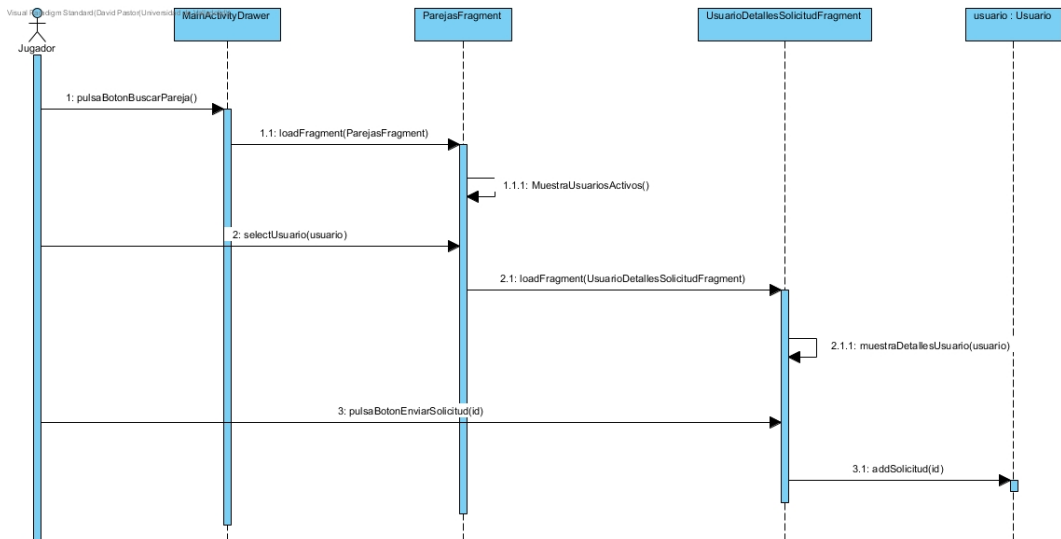 Visual Paradigm Standard(David Pastor(Universidad
MainActivityDrawer
ParejasFragment
UsuarioDetallesSolicitudFragment
usuario : Usuario
Jugador
1: pulsaBotonBuscarPareja()
1.1: loadFragment(ParejasFragment)
1.1.1: MuestraUsuariosActivos()
2: selectUsuario(usuario)
2.1: loadFragment(UsuarioDetallesSolicitudFragment)
2.1.1: muestraDetallesUsuario(usuario)
3: pulsaBotonEnviarSolicitud(id)
3.1: addSolicitud(id)